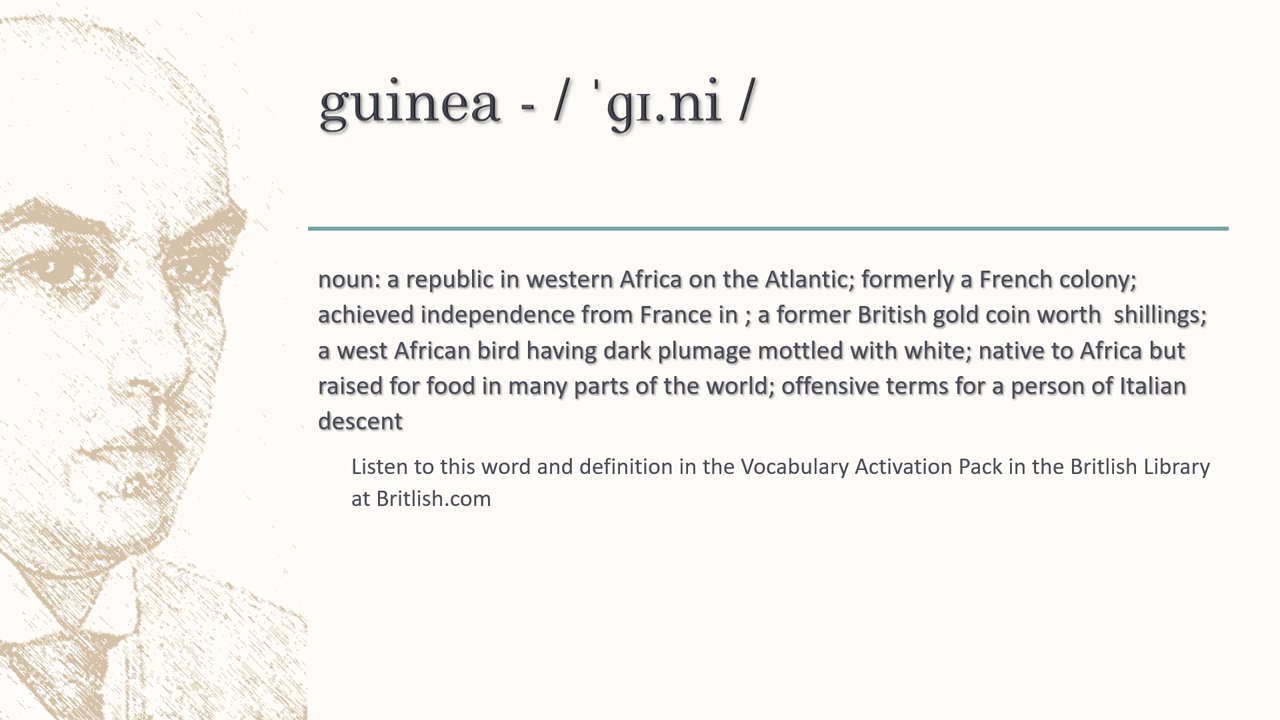 guinea - / ˈɡɪ.ni /
noun: a republic in western Africa on the Atlantic; formerly a French colony;
achieved independence from France in ; a former British gold coin worth  shillings;
a west African bird having dark plumage mottled with white; native to Africa but
raised for food in many parts of the world; offensive terms for a person of Italian
descent
Listen to this word and definition in the Vocabulary Activation Pack in the Britlish Library
at Britlish.com